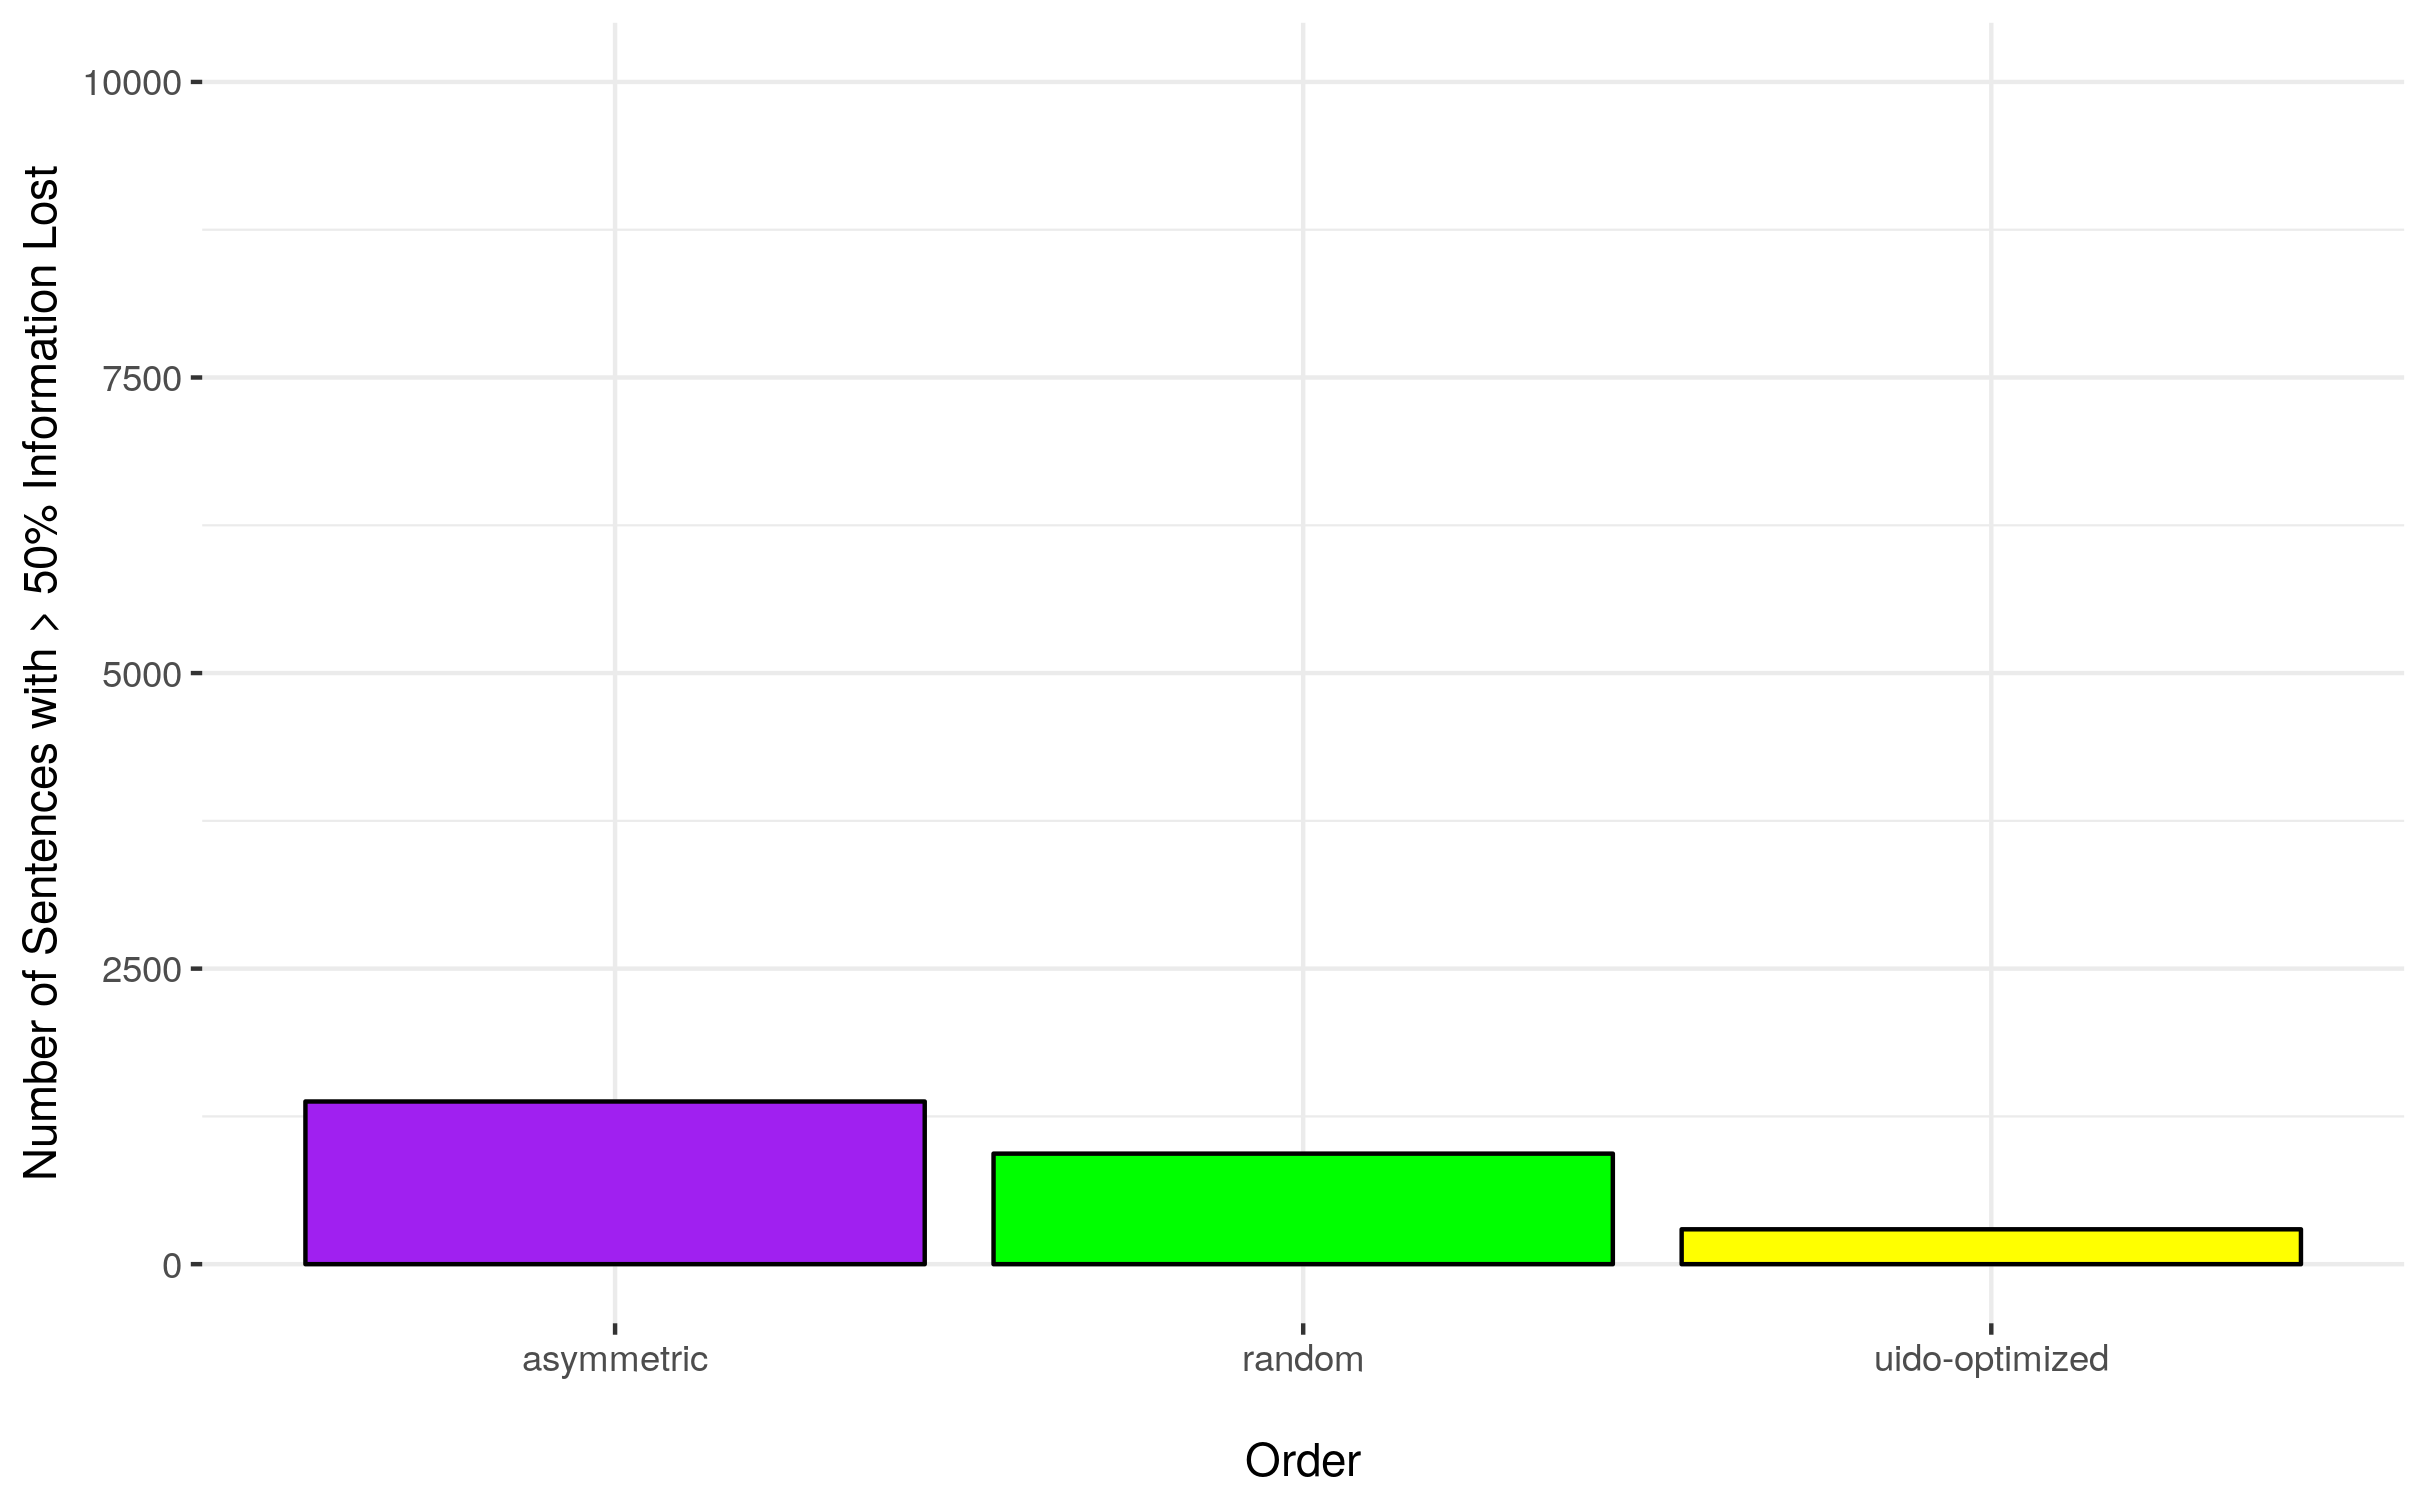 Number of Sentences with > 50% Information Lost
10000
7500
5000
2500
0
asymmetric random uido-optimized
Order